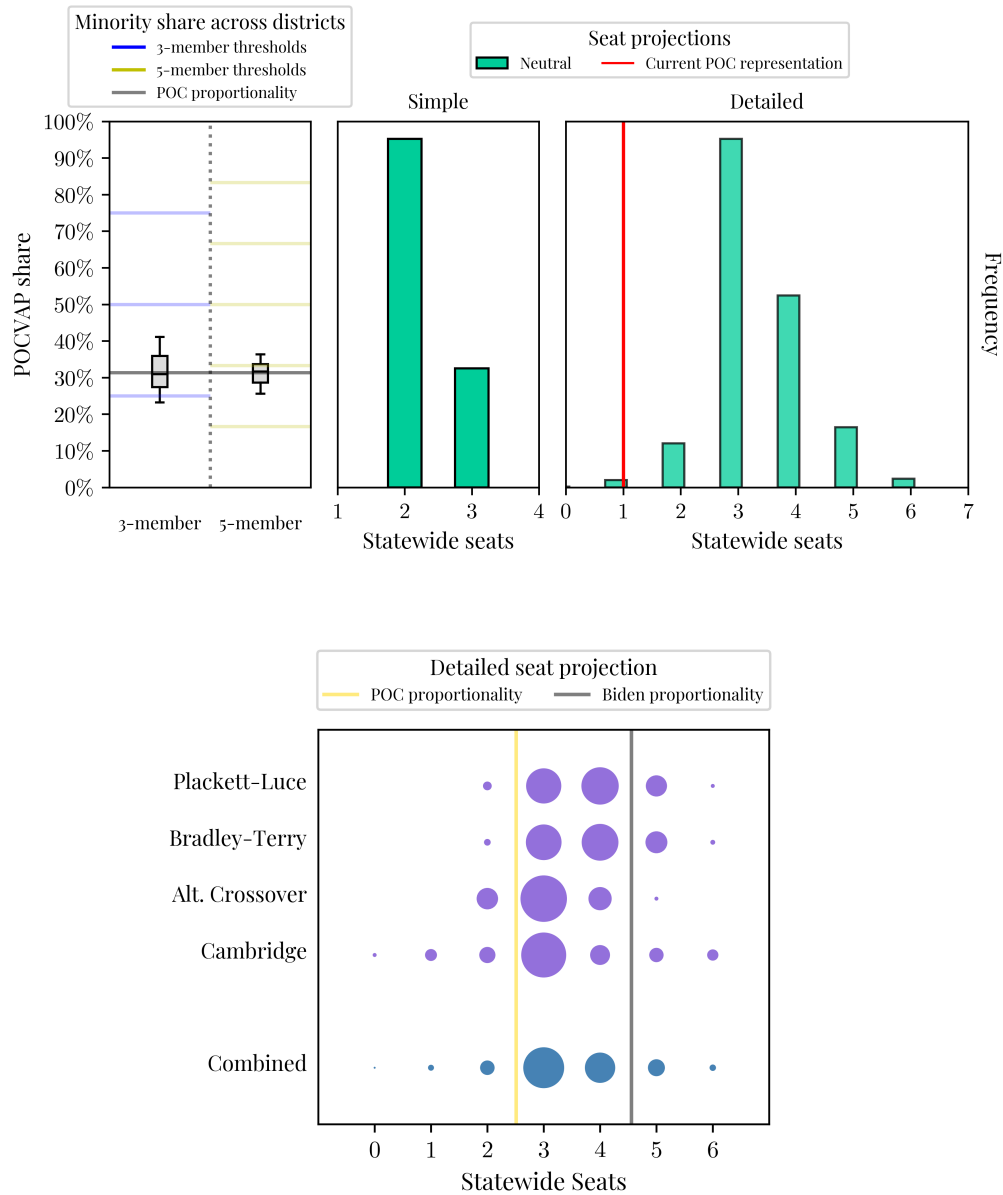 Minority share across districts
3-member thresholds
5-member thresholds
POC proportionality
Seat projections
Neutral
Current POC representation
Simple
Detailed
100%
90%
80%
70%
60%
50%
40%
30%
20%
10%
0%
POCVAP share
3-member 5-member
1 2 3 4
Statewide seats
0 1 2 3 4 5 6 7
Statewide seats
Frequency
Detailed seat projection
POC proportionality
Biden proportionality
Plackett-Luce
Bradley-Terry
Alt. Crossover
Cambridge
Combined
0 1 2 3 4 5 6
Statewide Seats